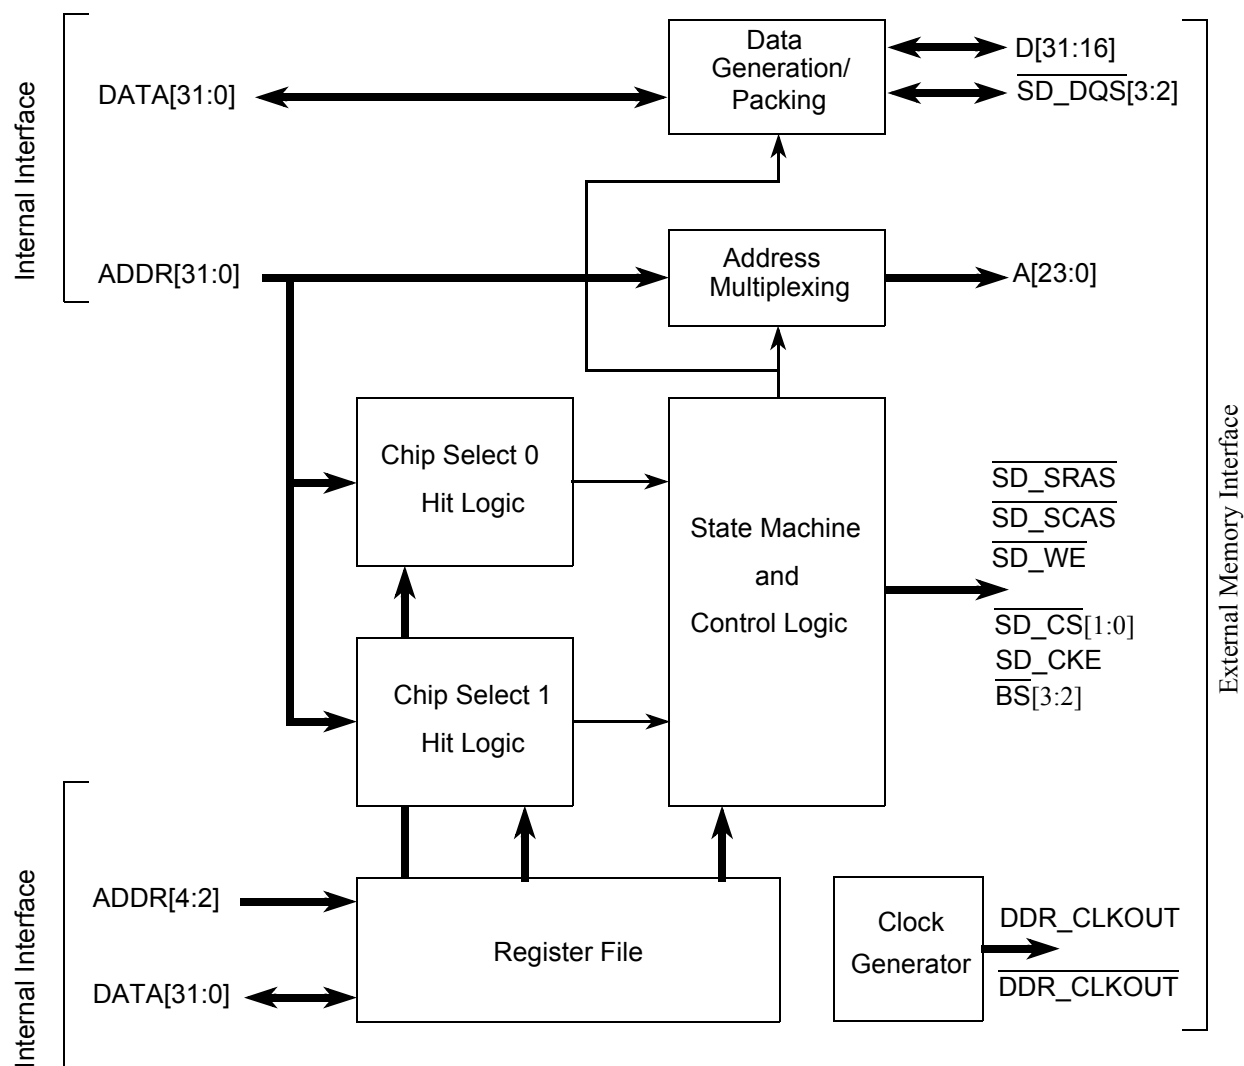 Internal Interface
DATA[31:0]
ADDR[31:0]
Data
Generation/
Packing
D[31:16]
SD_DQS[3:2]
Address
Multiplexing
A[23:0]
Chip Select 0
Hit Logic
Chip Select 1
Hit Logic
State Machine
and
Control Logic
SD_SRAS
SD_SCAS
SD_WE
SD_CS[1:0]
SD_CKE
BS[3:2]
External Memory Interface
Internal Interface
ADDR[4:2]
DATA[31:0]
Register File
Clock
Generator
DDR_CLKOUT
DDR_CLKOUT